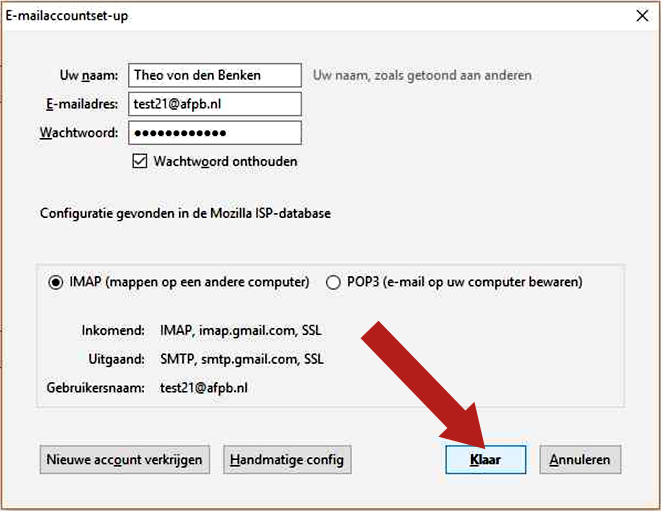 E-mailaccountset-up
Uw naam: Theo von den Benken Uw naam, zoals getoond aan anderen
E-mailadres: test21@afpb.nl
Wachtwoord: ●●●●●●●●●●●●
Wachtwoord onthouden
Configuratie gevonden in de Mozilla ISP-database
IMAP (mappen op een andere computer) POP3 (e-mail op uw computer bewaren)
Inkomend: IMAP, imap.gmail.com, SSL
Uitgaand: SMTP, smtp.gmail.com, SSL
Gebruikersnaam: test21@afpb.nl
Nieuwe account verkrijgen Handmatige config Klaar Annuleren